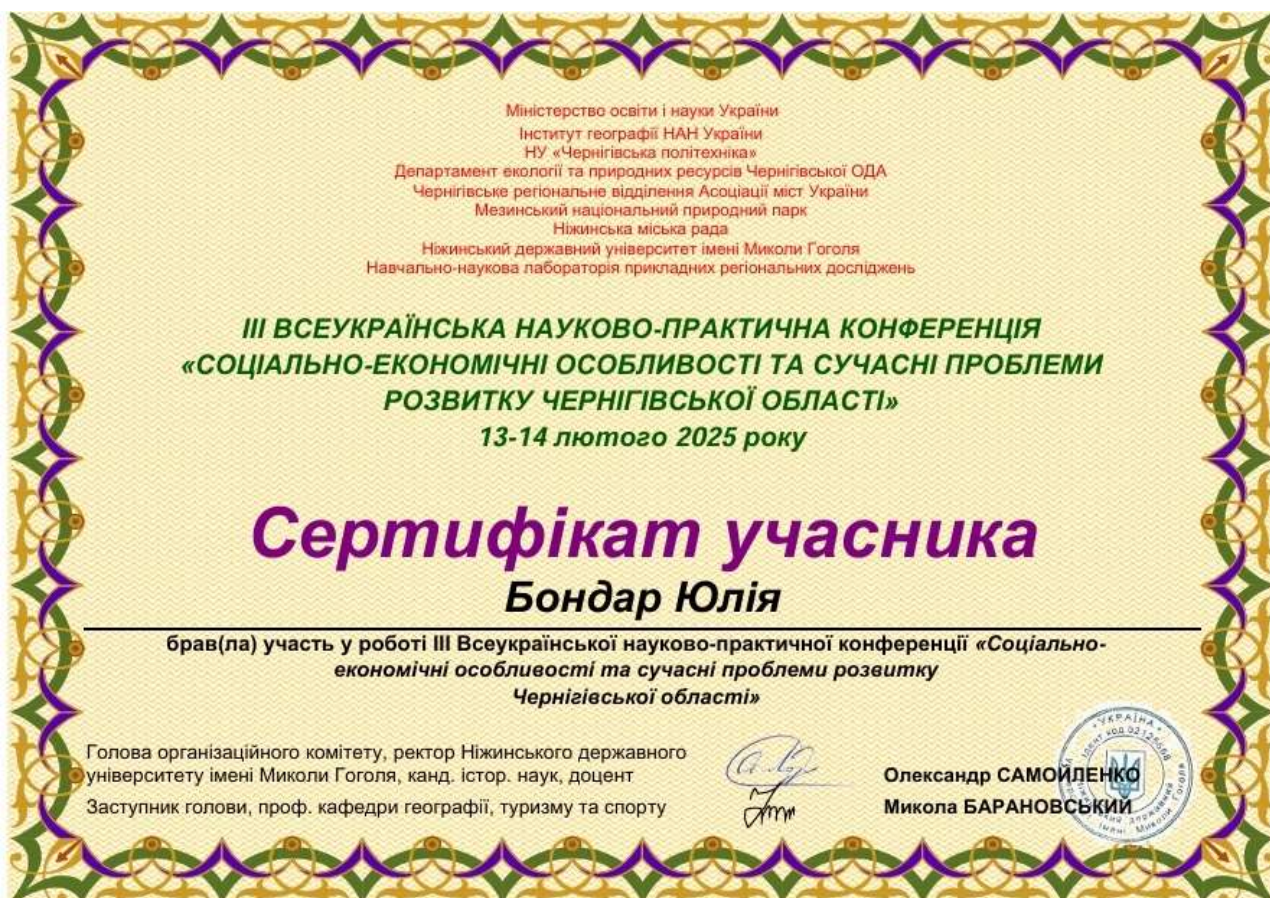 Міністерство освіти і науки України
Інститут географії НАН України
НУ «Чернігівська політехніка»
Департамент екології та природних ресурсів Чернігівської ОДА
Чернігівське регіональне відділення Асоціації міст України
Мезинський національний природний парк
Ніжинська міська рада
Ніжинський державний університет імені Миколи Гоголя
Навчально-наукова лабораторія прикладних регіональних досліджень
ІІІ ВСЕУКРАЇНСЬКА НАУКОВО-ПРАКТИЧНА КОНФЕРЕНЦІЯ
«СОЦІАЛЬНО-ЕКОНОМІЧНІ ОСОБЛИВОСТІ ТА СУЧАСНІ ПРОБЛЕМИ
РОЗВИТКУ ЧЕРНІГІВСЬКОЇ ОБЛАСТІ»
13-14 лютого 2025 року
Сертифікат учасника
Бондар Юлія
брав(ла) участь у роботі ІІІ Всеукраїнської науково-практичної конференції «Соціально-
економічні особливості та сучасні проблеми розвитку
Чернігівської області»
Голова організаційного комітету, ректор Ніжинського державного
університету імені Миколи Гоголя, канд. істор. наук, доцент
Олександр САМОЙЛЕНКО
Заступник голови, проф. кафедри географії, туризму та спорту
Микола БАРАНОВСЬКИЙ
УКРАЇНА
імені Миколи Гоголя